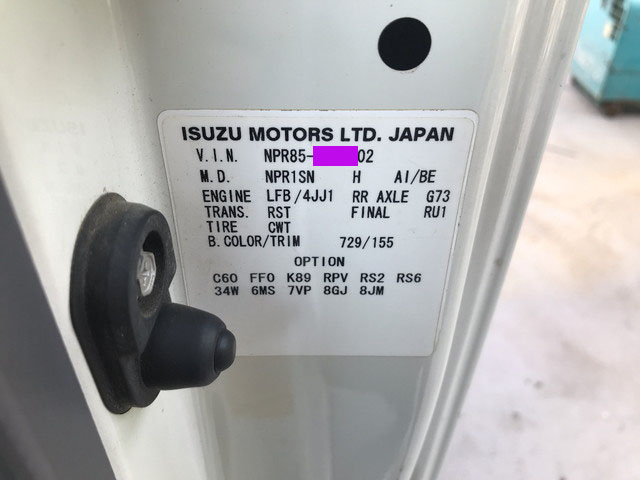 ISUZU MOTORS LTD. JAPAN
V.I.N. NPR85-02
M.D. NPR1SN H AI/BE
ENGINE LFB/4JJ1 RR AXLE G73
TRANS. RST FINAL RU1
TIRE CWT
B.COLOR/TRIM 729/155
OPTION
C60 FF0 K89 RPV RS2 RS6
34W 6MS 7VP 8GJ 8JM